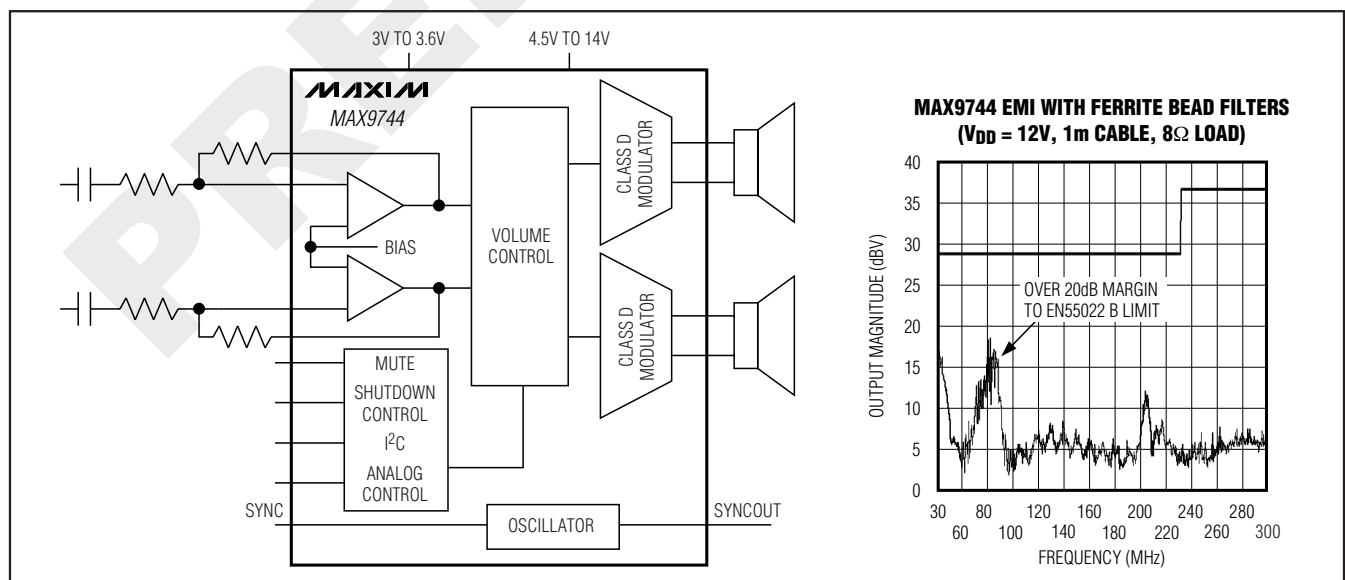 PRE
3V TO 3.6V
4.5V TO 14V
MAXIM
MAX9744
BIAS
VOLUME
CONTROL
CLASS D
MODULATOR
CLASS D
MODULATOR
MUTE
SHUTDOWN
CONTROL
I²C
ANALOG
CONTROL
SYNC
OSCILLATOR
SYNCOUT
MAX9744 EMI WITH FERRITE BEAD FILTERS
(VDD = 12V, 1m CABLE, 8Ω LOAD)
OUTPUT MAGNITUDE (dBV)
40
35
30
25
20
15
10
5
0
OVER 20dB MARGIN
TO EN55022 B LIMIT
30 80 120 160 200 240 280
60 100 140 180 220 260 300
FREQUENCY (MHz)